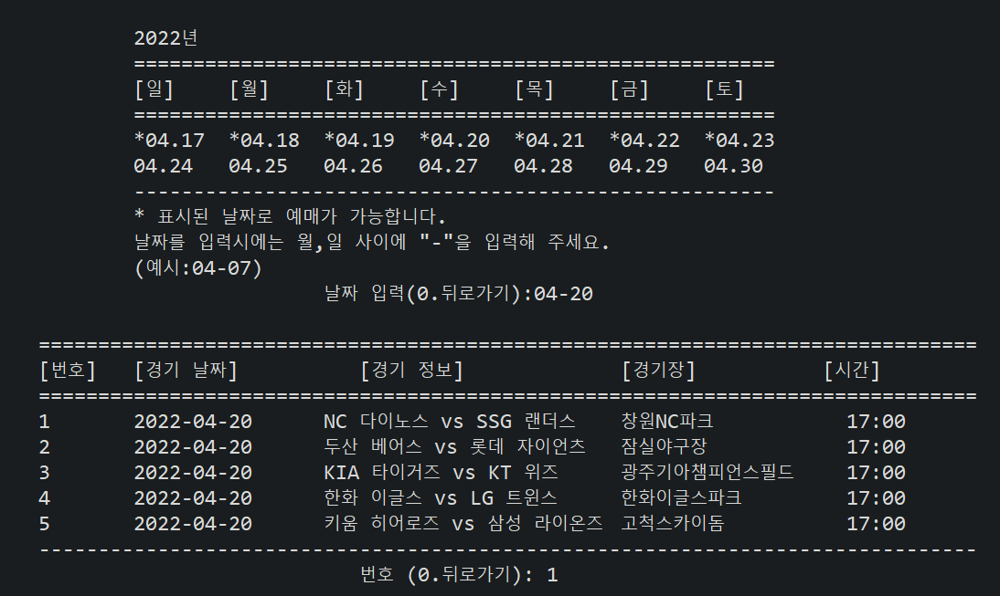 2022년
======================================================
[일] [월] [화] [수] [목] [금] [토]
======================================================
*04.17 *04.18 *04.19 *04.20 *04.21 *04.22 *04.23
04.24 04.25 04.26 04.27 04.28 04.29 04.30
------------------------------------------------------
* 표시된 날짜로 예매가 가능합니다.
날짜를 입력시에는 월,일 사이에 "-"을 입력해 주세요.
(예시:04-07)
날짜 입력(0.뒤로가기):04-20
===============================================================================
[번호] [경기 날짜] [경기 정보] [경기장] [시간]
===============================================================================
1 2022-04-20 NC 다이노스 vs SSG 랜더스 창원NC파크 17:00
2 2022-04-20 두산 베어스 vs 롯데 자이언츠 잠실야구장 17:00
3 2022-04-20 KIA 타이거즈 vs KT 위즈 광주기아챔피언스필드 17:00
4 2022-04-20 한화 이글스 vs LG 트윈스 한화이글스파크 17:00
5 2022-04-20 키움 히어로즈 vs 삼성 라이온즈 고척스카이돔 17:00
-------------------------------------------------------------------------------
번호 (0.뒤로가기): 1